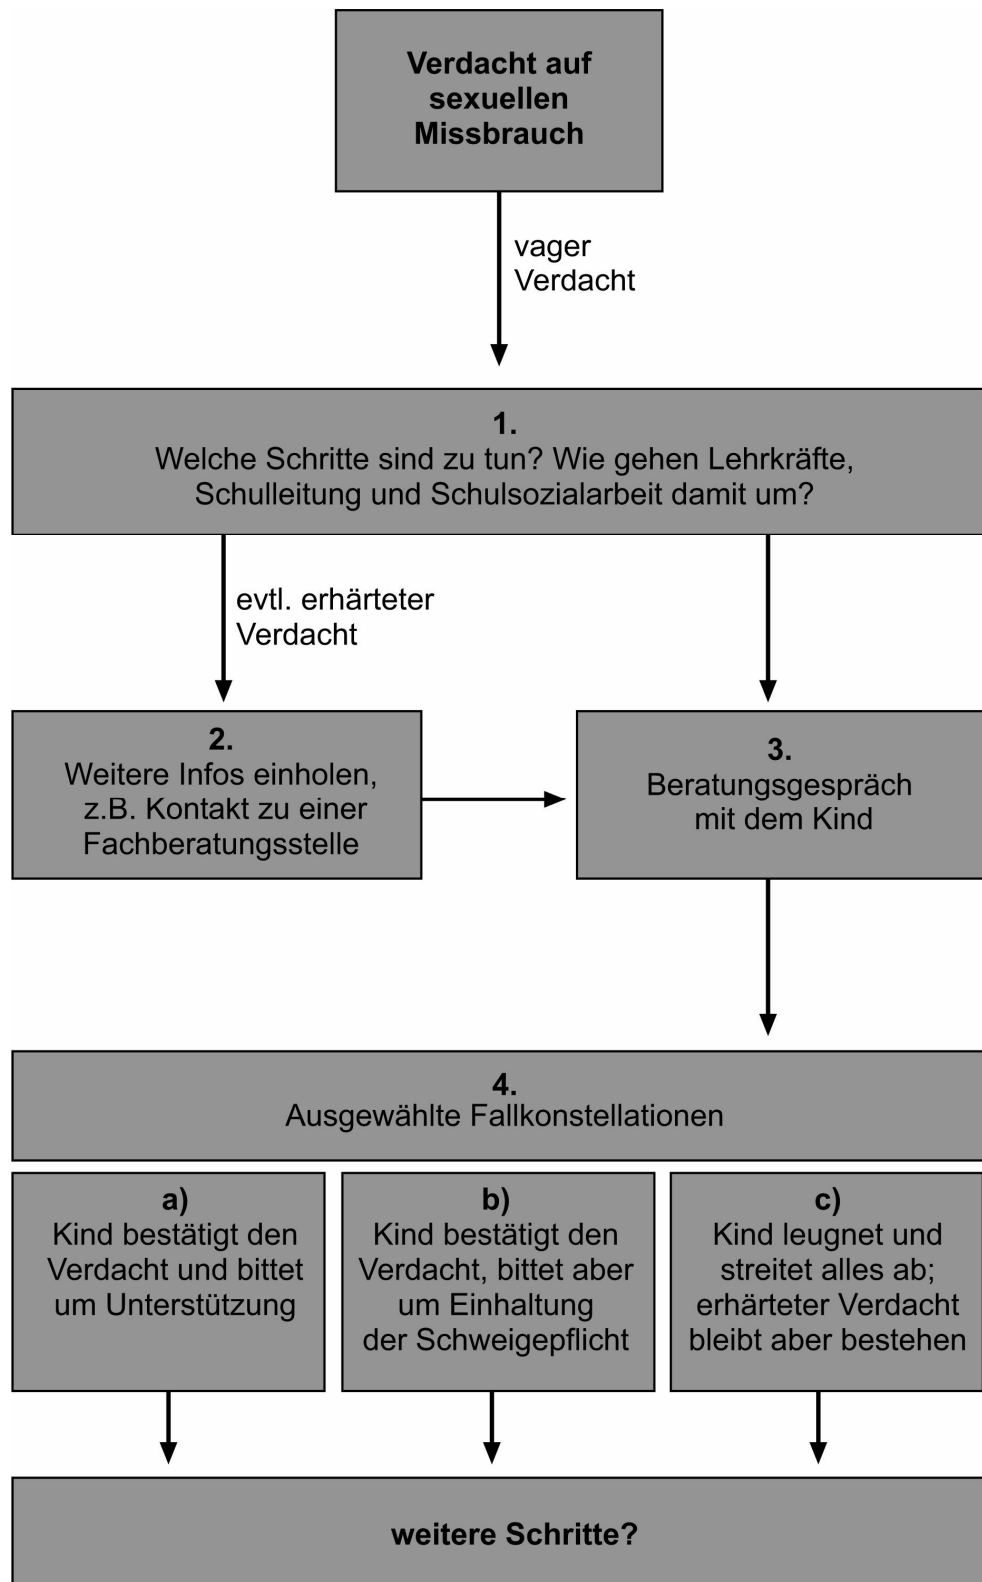 Verdacht auf
sexuellen
Missbrauch
vager
Verdacht
1.
Welche Schritte sind zu tun? Wie gehen Lehrkräfte,
Schulleitung und Schulsozialarbeit damit um?
evtl. erhärteter
Verdacht
2.
Weitere Infos einholen,
z.B. Kontakt zu einer
Fachberatungsstelle
3.
Beratungsgespräch
mit dem Kind
4.
Ausgewählte Fallkonstellationen
a)
Kind bestätigt den
Verdacht und bittet
um Unterstützung
b)
Kind bestätigt den
Verdacht, bittet aber
um Einhaltung
der Schweigepflicht
c)
Kind leugnet und
streitet alles ab;
erhärteter Verdacht
bleibt aber bestehen
weitere Schritte?